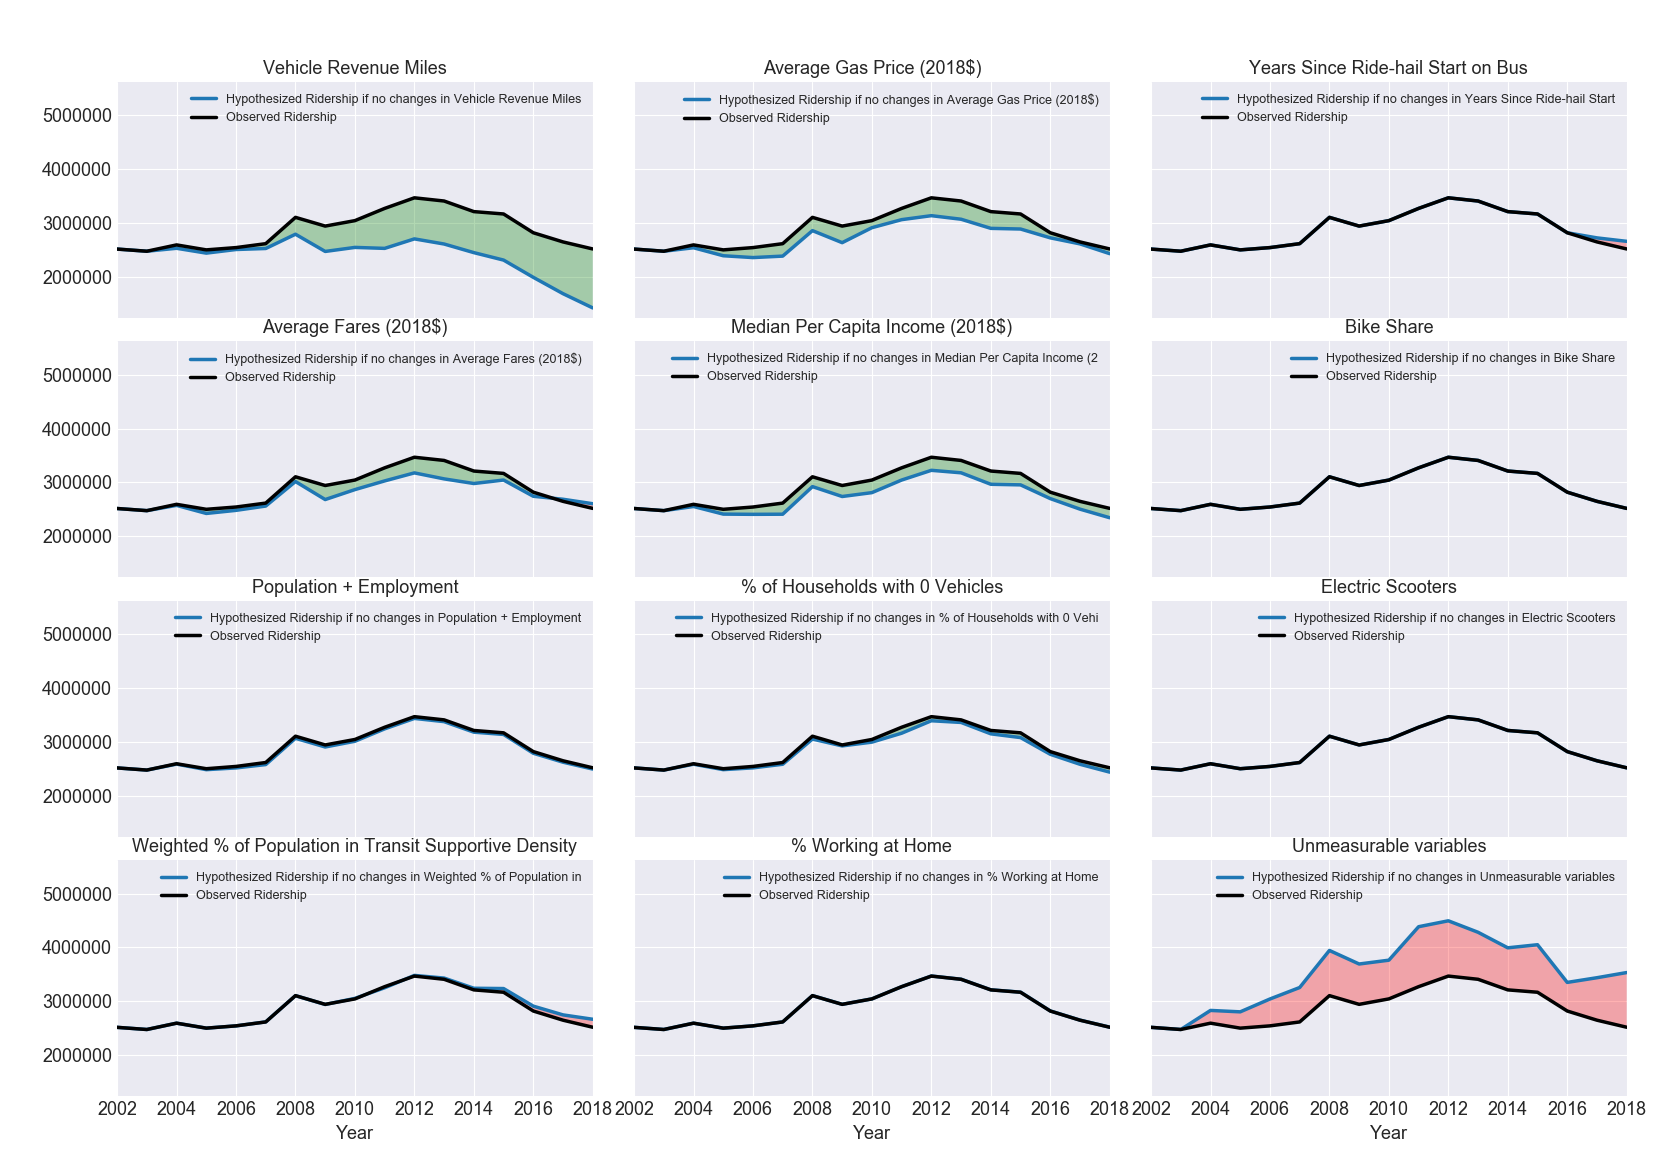 Vehicle Revenue Miles
Hypothesized Ridership if no changes in Vehicle Revenue Miles
Observed Ridership
5000000
4000000
3000000
2000000
Average Gas Price (2018$)
Hypothesized Ridership if no changes in Average Gas Price (2018$)
Observed Ridership
Years Since Ride-hail Start on Bus
Hypothesized Ridership if no changes in Years Since Ride-hail Start
Observed Ridership
Average Fares (2018$)
Hypothesized Ridership if no changes in Average Fares (2018$)
Observed Ridership
5000000
4000000
3000000
2000000
Median Per Capita Income (2018$)
Hypothesized Ridership if no changes in Median Per Capita Income (2
Observed Ridership
Bike Share
Hypothesized Ridership if no changes in Bike Share
Observed Ridership
Population + Employment
Hypothesized Ridership if no changes in Population + Employment
Observed Ridership
5000000
4000000
3000000
2000000
% of Households with 0 Vehicles
Hypothesized Ridership if no changes in % of Households with 0 Vehi
Observed Ridership
Electric Scooters
Hypothesized Ridership if no changes in Electric Scooters
Observed Ridership
Weighted % of Population in Transit Supportive Density
Hypothesized Ridership if no changes in Weighted % of Population in
Observed Ridership
5000000
4000000
3000000
2000000
2002 2004 2006 2008 2010 2012 2014 2016 2018
Year
% Working at Home
Hypothesized Ridership if no changes in % Working at Home
Observed Ridership
2002 2004 2006 2008 2010 2012 2014 2016 2018
Year
Unmeasurable variables
Hypothesized Ridership if no changes in Unmeasurable variables
Observed Ridership
2002 2004 2006 2008 2010 2012 2014 2016 2018
Year